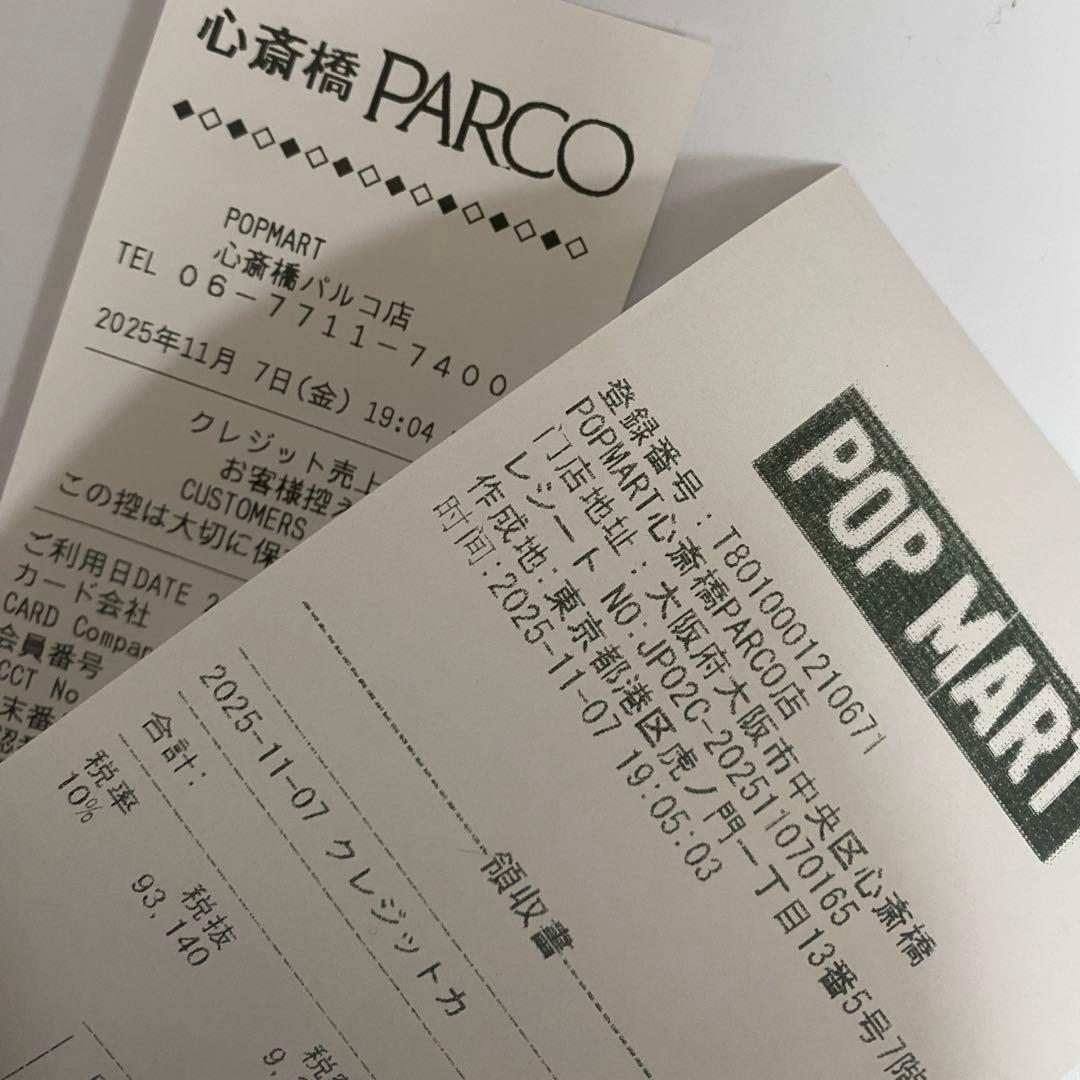 心斎橋 PARCO
◆◇◆◇◆◇◆◇◆◇◆◇◆◇◆◇
POPMART
心斎橋パルコ店
TEL 06-7711-7400
2025年11月 7日(金) 19:04
クレジット売上
お客様控え
CUSTOMERS
この控は大切に保
ご利用日DATE 2
カード会社
CARD Compan
会員番号
CCT No
末番
POP MART
登録番号:T8010001210671
POPMART心斎橋PARCO店
门店地址:大阪府大阪市中央区心斎橋
レシート NO:JP02C-202511070165
作成地:東京都港区虎ノ門一丁目13番5号7階
时间:2025-11-07 19:05:03
領収書
2025-11-07 クレジットカ
合計:
税率 税抜
10% 93,140 9,